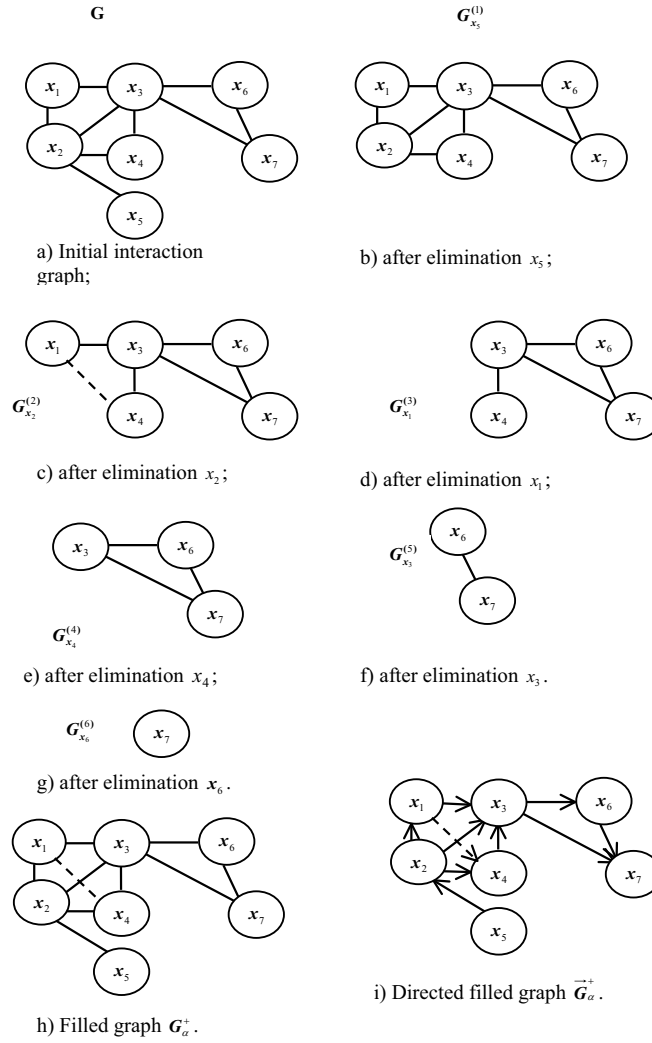 G
G_{x_5}^{(1)}
x_1 x_3 x_6
x_2 x_4 x_7
x_5
x_1 x_3 x_6
x_2 x_4 x_7
a) Initial interaction
graph;
b) after elimination x_5;
x_1 x_3 x_6
G_{x_2}^{(2)} x_4 x_7
x_3 x_6
G_{x_1}^{(3)} x_4 x_7
c) after elimination x_2;
d) after elimination x_1;
x_3 x_6
x_7
G_{x_4}^{(4)}
x_6
G_{x_3}^{(5)}
x_7
e) after elimination x_4;
f) after elimination x_3.
G_{x_6}^{(6)} x_7
g) after elimination x_6.
x_1 x_3 x_6
x_2 x_4 x_7
x_5
h) Filled graph G_α^+.
x_1 x_3 x_6
x_2 x_4 x_7
x_5
i) Directed filled graph \vec{G}_α^+.